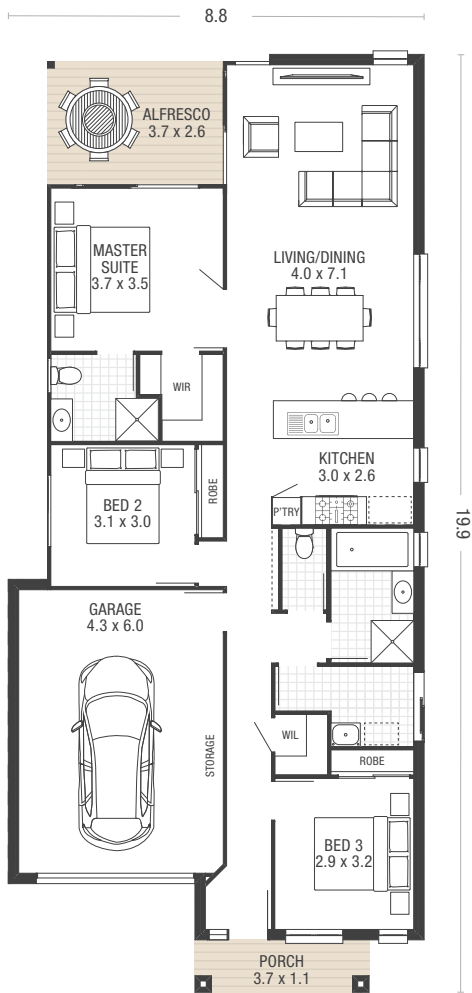 8.8
ALFRESCO
3.7 x 2.6
MASTER
SUITE
3.7 x 3.5
LIVING/DINING
4.0 x 7.1
WIR
KITCHEN
3.0 x 2.6
ROBE
BED 2
3.1 x 3.0
P'TRY
19.9
GARAGE
4.3 x 6.0
STORAGE
WIL
ROBE
BED 3
2.9 x 3.2
PORCH
3.7 x 1.1